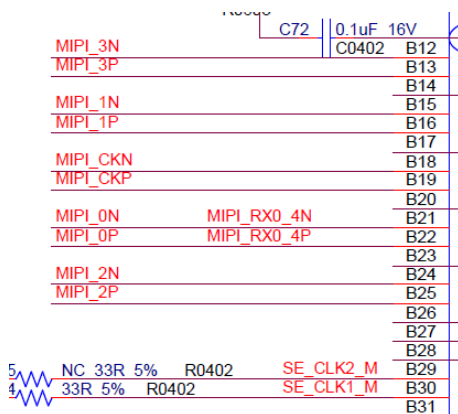 C72 0.1uF 16V
MIPI_3N C0402 B12
MIPI_3P B13
B14
MIPI_1N B15
MIPI_1P B16
B17
MIPI_CKN B18
MIPI_CKP B19
B20
MIPI_0N MIPI_RX0_4N B21
MIPI_0P MIPI_RX0_4P B22
B23
MIPI_2N B24
MIPI_2P B25
B26
B27
B28
5 NC 33R 5% R0402 SE_CLK2_M B29
4 33R 5% R0402 SE_CLK1_M B30
B31